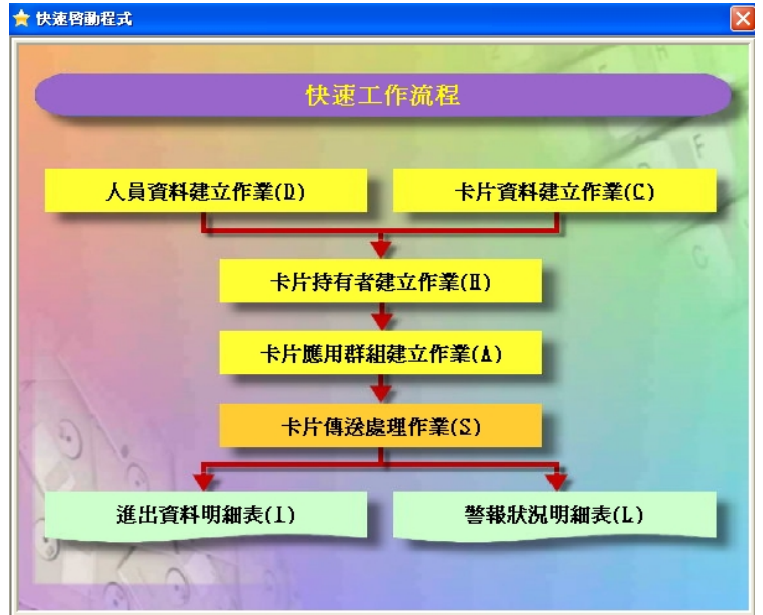 快速啓動程式
快速工作流程
人員資料建立作業(D)
卡片資料建立作業(C)
卡片持有者建立作業(H)
卡片應用群組建立作業(A)
卡片傳送處理作業(S)
進出資料明細表(I)
警報狀況明細表(L)